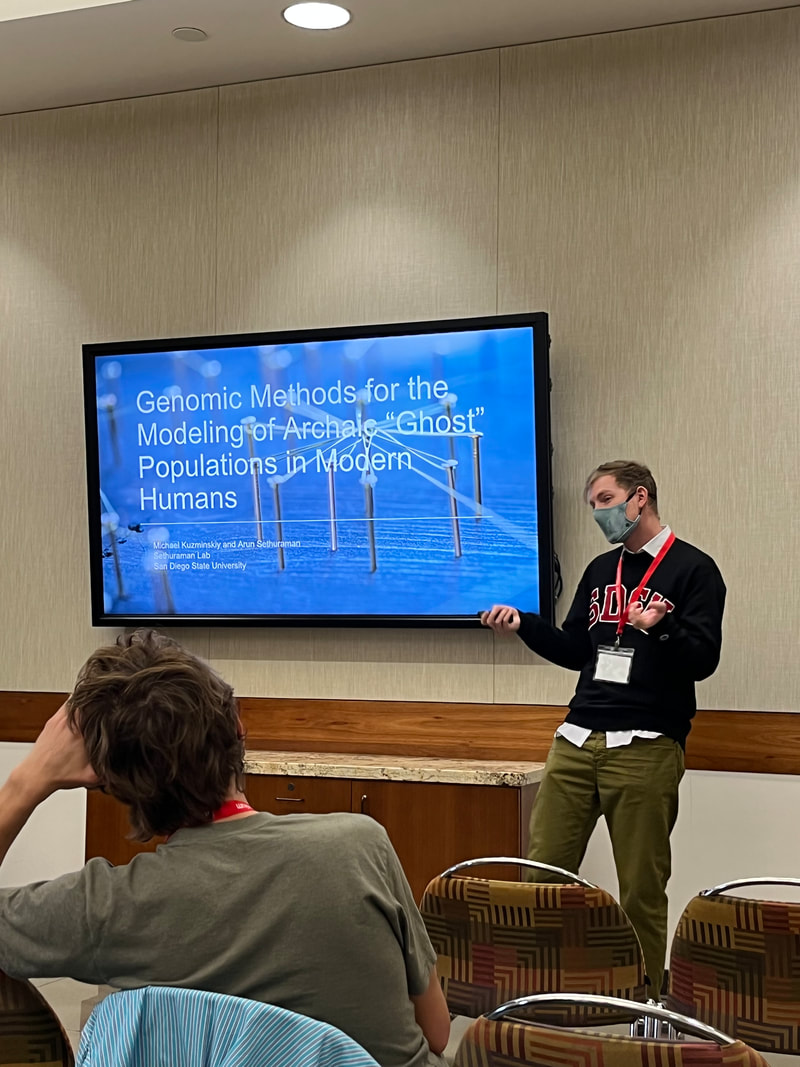 Genomic Methods for the
Modeling of Archaic “Ghost”
Populations in Modern
Humans
Michael Kuzminskiy and Arun Sethuraman
Sethuraman Lab
San Diego State University
SDSU